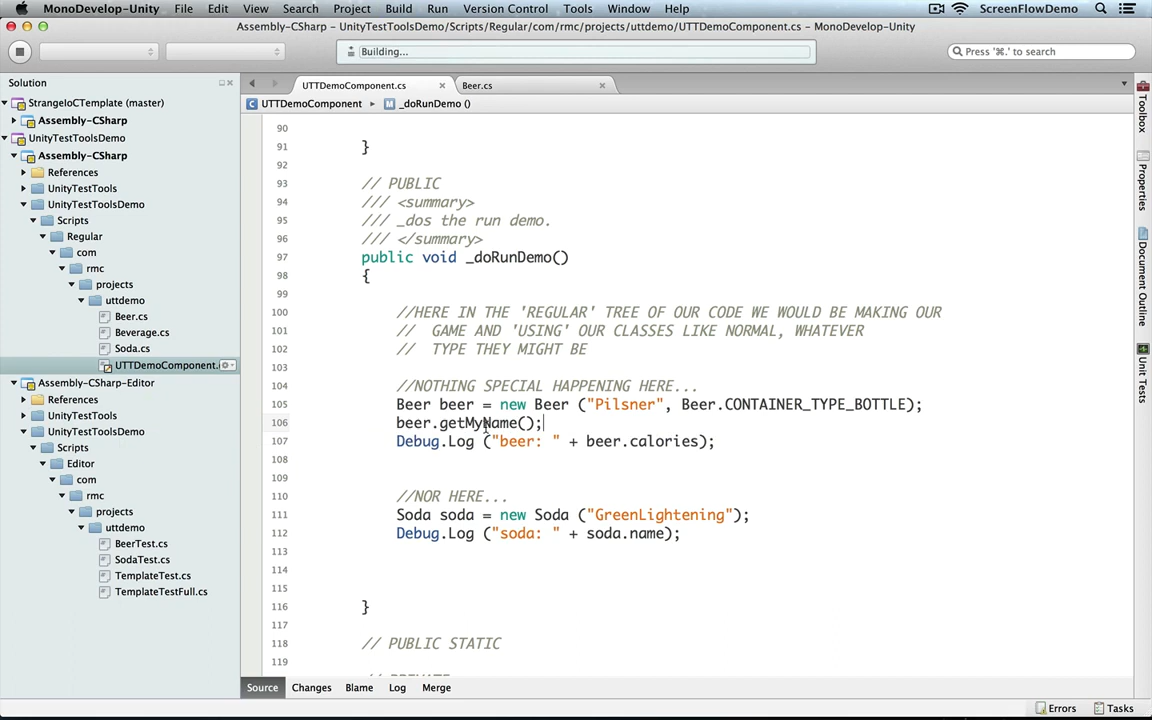 MonoDevelop-Unity File Edit View Search Project Build Run Version Control Tools Window Help ScreenFlowDemo
Assembly-CSharp – UnityTestToolsDemo/Scripts/Regular/com/rmc/projects/uttdemo/UTTDemoComponent.cs – MonoDevelop-Unity
Building...
Press '⌘.' to search
Solution
StrangeIoCTemplate (master)
Assembly-CSharp
UnityTestToolsDemo
Assembly-CSharp
References
UnityTestTools
UnityTestToolsDemo
Scripts
Regular
com
rmc
projects
uttdemo
Beer.cs
Beverage.cs
Soda.cs
UTTDemoComponent.
Assembly-CSharp-Editor
References
UnityTestTools
UnityTestToolsDemo
Scripts
Editor
com
rmc
projects
uttdemo
BeerTest.cs
SodaTest.cs
TemplateTest.cs
TemplateTestFull.cs
UTTDemoComponent.cs Beer.cs
UTTDemoComponent _doRunDemo ()
90
91 }
92
93 // PUBLIC
94 /// <summary>
95 /// _dos the run demo.
96 /// </summary>
97 public void _doRunDemo()
98 {
99
100 //HERE IN THE 'REGULAR' TREE OF OUR CODE WE WOULD BE MAKING OUR
101 // GAME AND 'USING' OUR CLASSES LIKE NORMAL, WHATEVER
102 // TYPE THEY MIGHT BE
103
104 //NOTHING SPECIAL HAPPENING HERE...
105 Beer beer = new Beer ("Pilsner", Beer.CONTAINER_TYPE_BOTTLE);
106 beer.getMyName();
107 Debug.Log ("beer: " + beer.calories);
108
109
110 //NOR HERE...
111 Soda soda = new Soda ("GreenLightening");
112 Debug.Log ("soda: " + soda.name);
113
114
115
116 }
118 // PUBLIC STATIC
119
Source Changes Blame Log Merge
Errors Tasks
Toolbox
Properties
Document Outline
Unit Tests